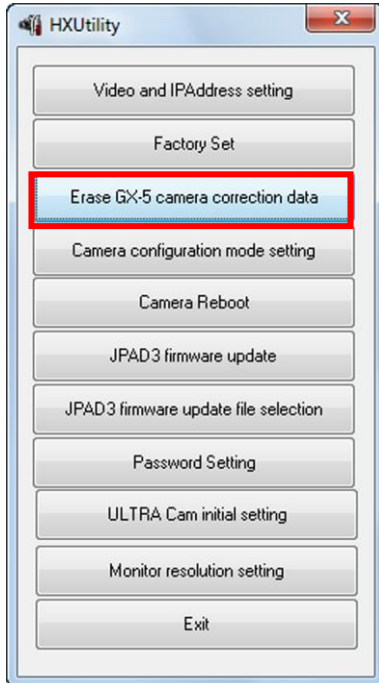 HXUtility
Video and IPAddress setting
Factory Set
Erase GX-5 camera correction data
Camera configuration mode setting
Camera Reboot
JPAD3 firmware update
JPAD3 firmware update file selection
Password Setting
ULTRA Cam initial setting
Monitor resolution setting
Exit